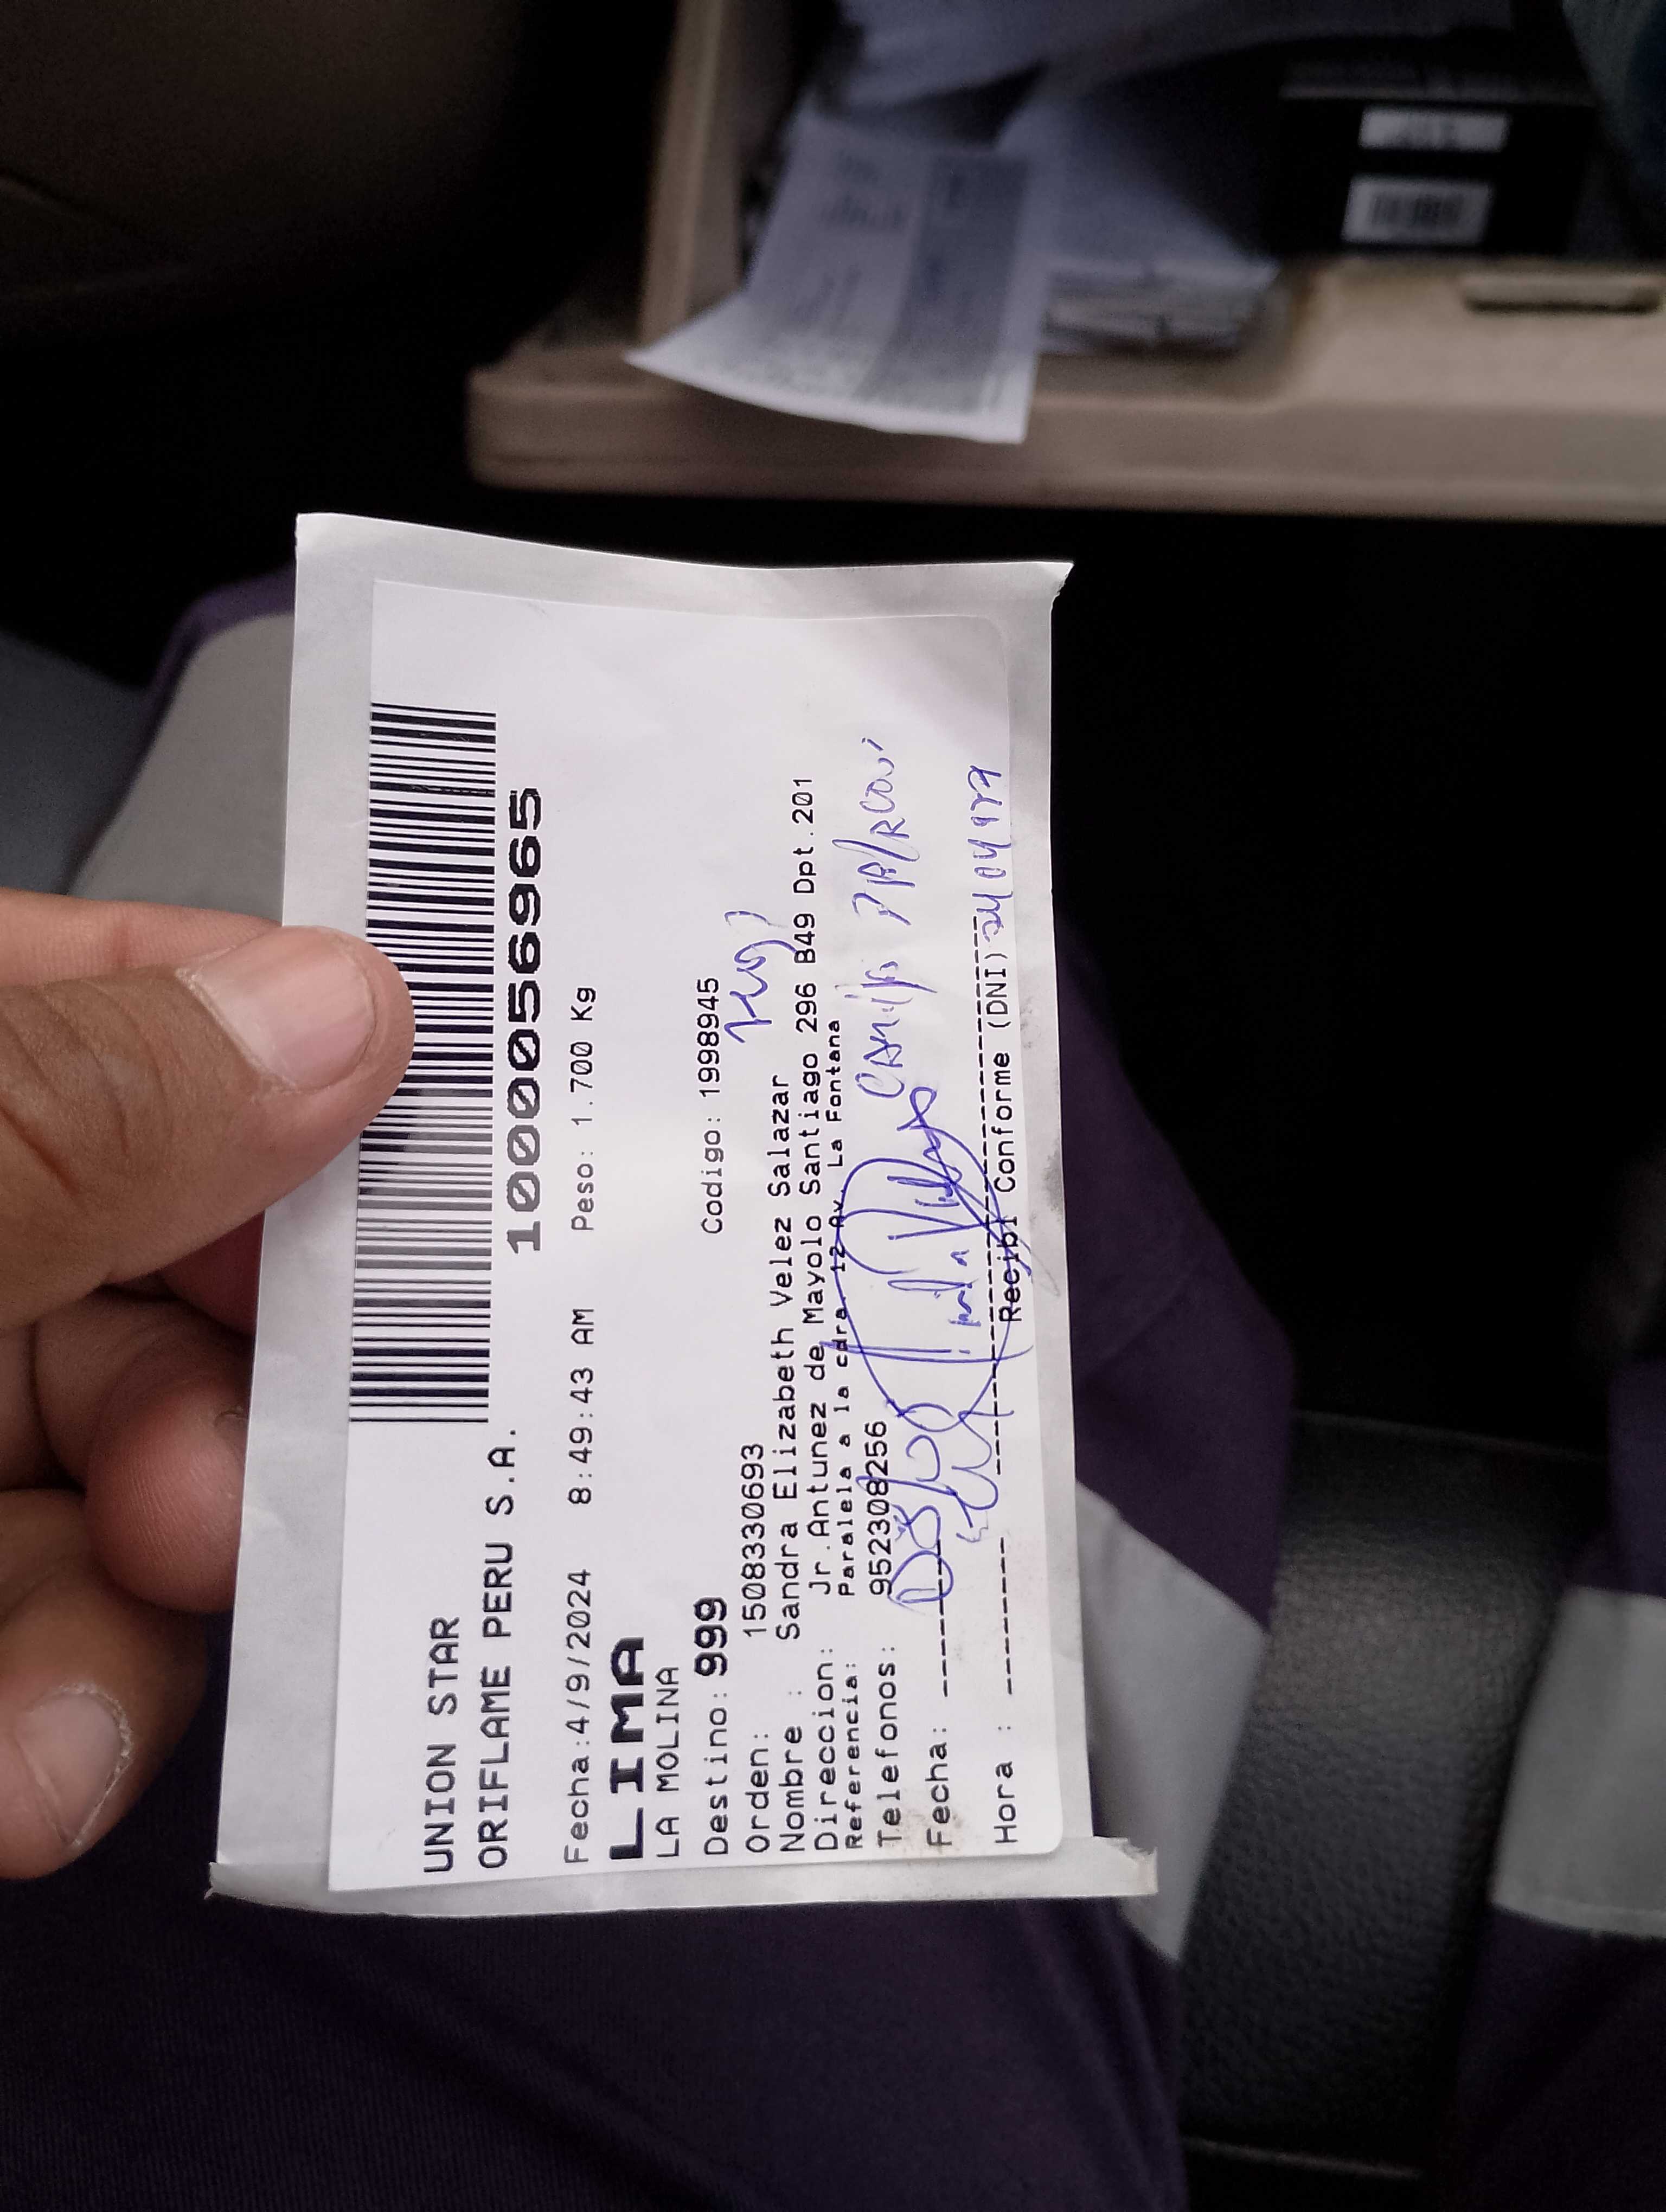 UNION STAR
ORIFLAME PERU S.A.
10000056965
Fecha:4/9/2024 8:49:43 AM Peso: 1.700 Kg
LIMA
LA MOLINA
Destino: 999 Codigo: 1998945
Orden: 1508330693
Nombre : Sandra Elizabeth Velez Salazar
Direccion: Jr.Antunez de Mayolo Santiago 296 B49 Dpt.201
Referencia: Paralela a la cdra. 12 Av. La Fontana
Telefonos: 952308256
Fecha:
Hora : Recibi Conforme (DNI)